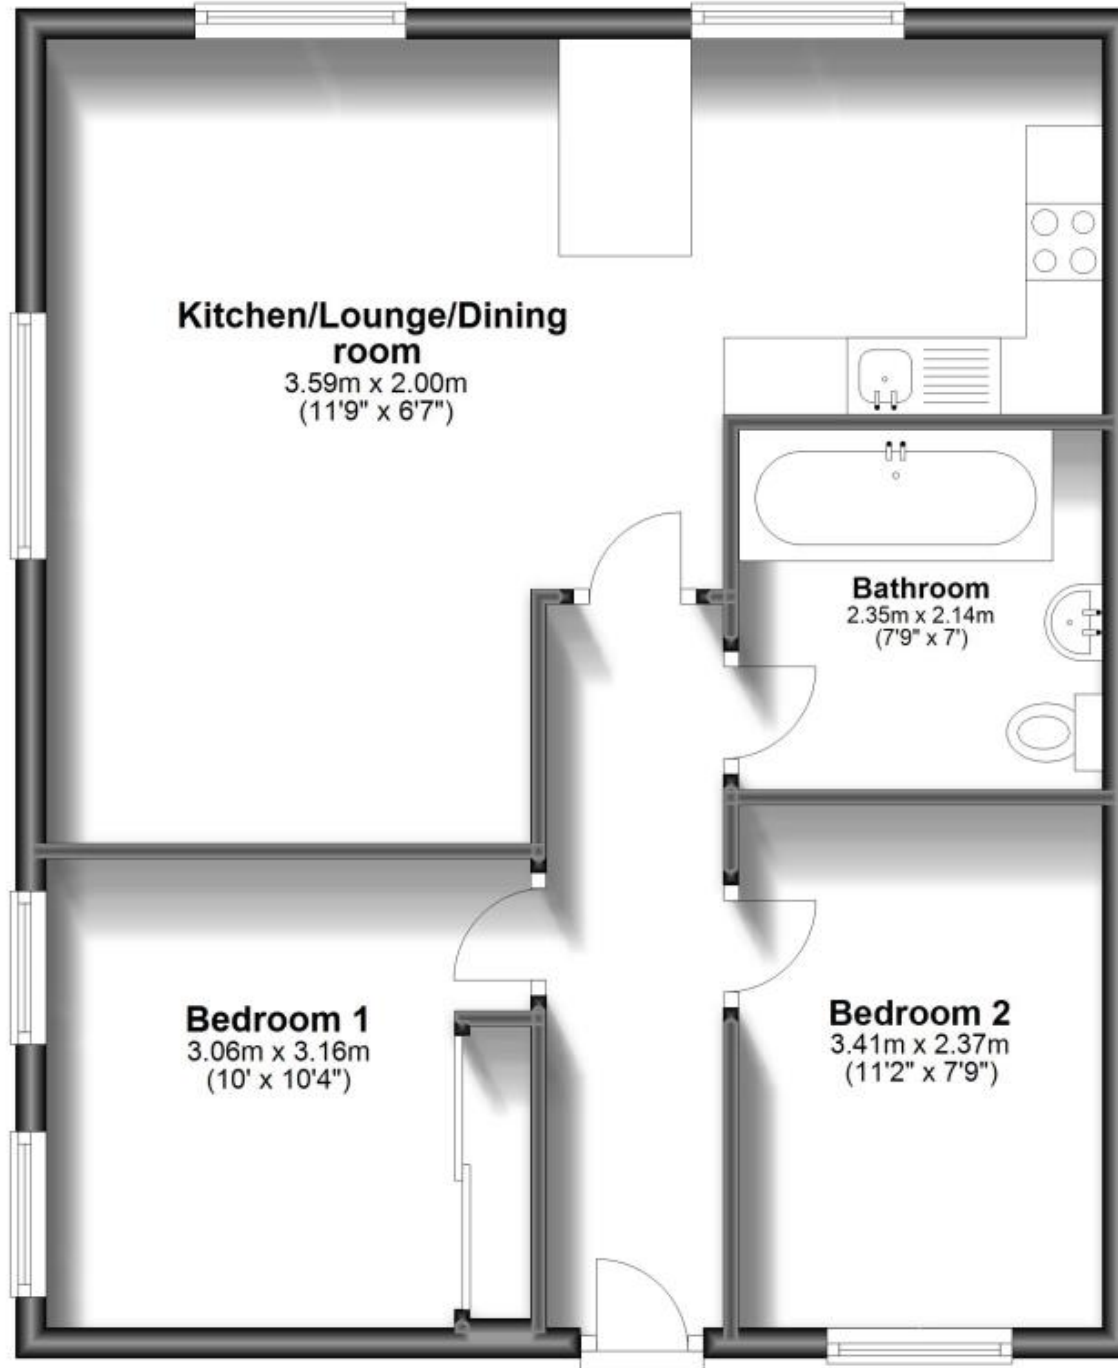 Kitchen/Lounge/Dining
room
3.59m x 2.00m
(11'9" x 6'7")
Bathroom
2.35m x 2.14m
(7'9" x 7')
Bedroom 1
3.06m x 3.16m
(10' x 10'4")
Bedroom 2
3.41m x 2.37m
(11'2" x 7'9")